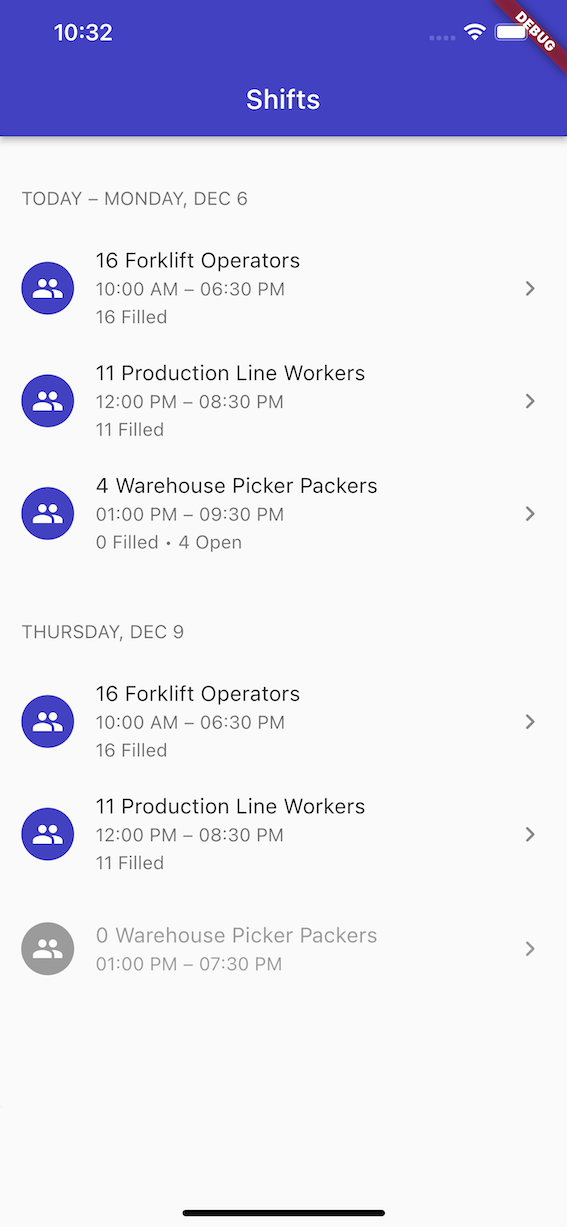 10:32
DEBUG
Shifts
TODAY – MONDAY, DEC 6
16 Forklift Operators
10:00 AM – 06:30 PM
16 Filled
11 Production Line Workers
12:00 PM – 08:30 PM
11 Filled
4 Warehouse Picker Packers
01:00 PM – 09:30 PM
0 Filled • 4 Open
THURSDAY, DEC 9
16 Forklift Operators
10:00 AM – 06:30 PM
16 Filled
11 Production Line Workers
12:00 PM – 08:30 PM
11 Filled
0 Warehouse Picker Packers
01:00 PM – 07:30 PM